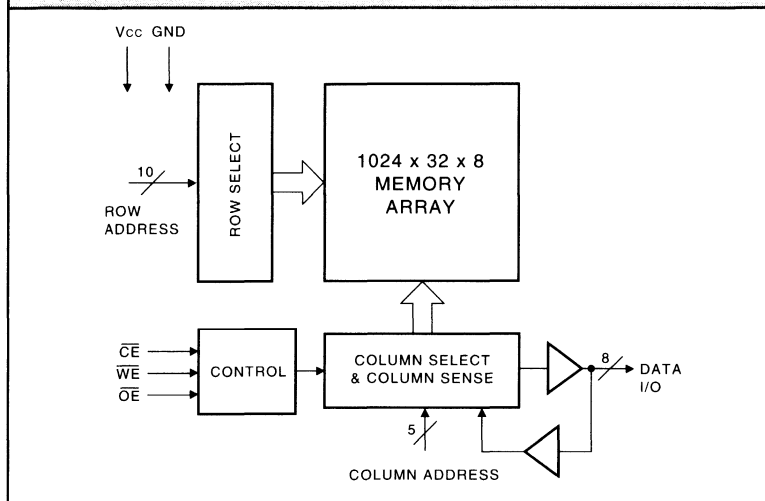 Vcc GND
ROW SELECT
1024 x 32 x 8
MEMORY
ARRAY
10
ROW
ADDRESS
CE
WE
OE
CONTROL
COLUMN SELECT
& COLUMN SENSE
8
DATA
I/O
5
COLUMN ADDRESS